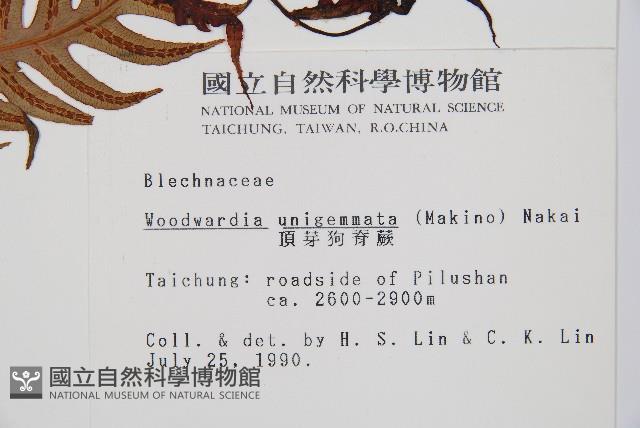 國立自然科學博物館
NATIONAL MUSEUM OF NATURAL SCIENCE
TAICHUNG, TAIWAN, R.O.CHINA
Blechnaceae
Woodwardia unigemmata (Makino) Nakai
頂芽狗脊蕨
Taichung: roadside of Pilushan
ca. 2600-2900m
Coll. & det. by H. S. Lin & C. K. Lin
July 25, 1990.
國立自然科學博物館
NATIONAL MUSEUM OF NATURAL SCIENCE